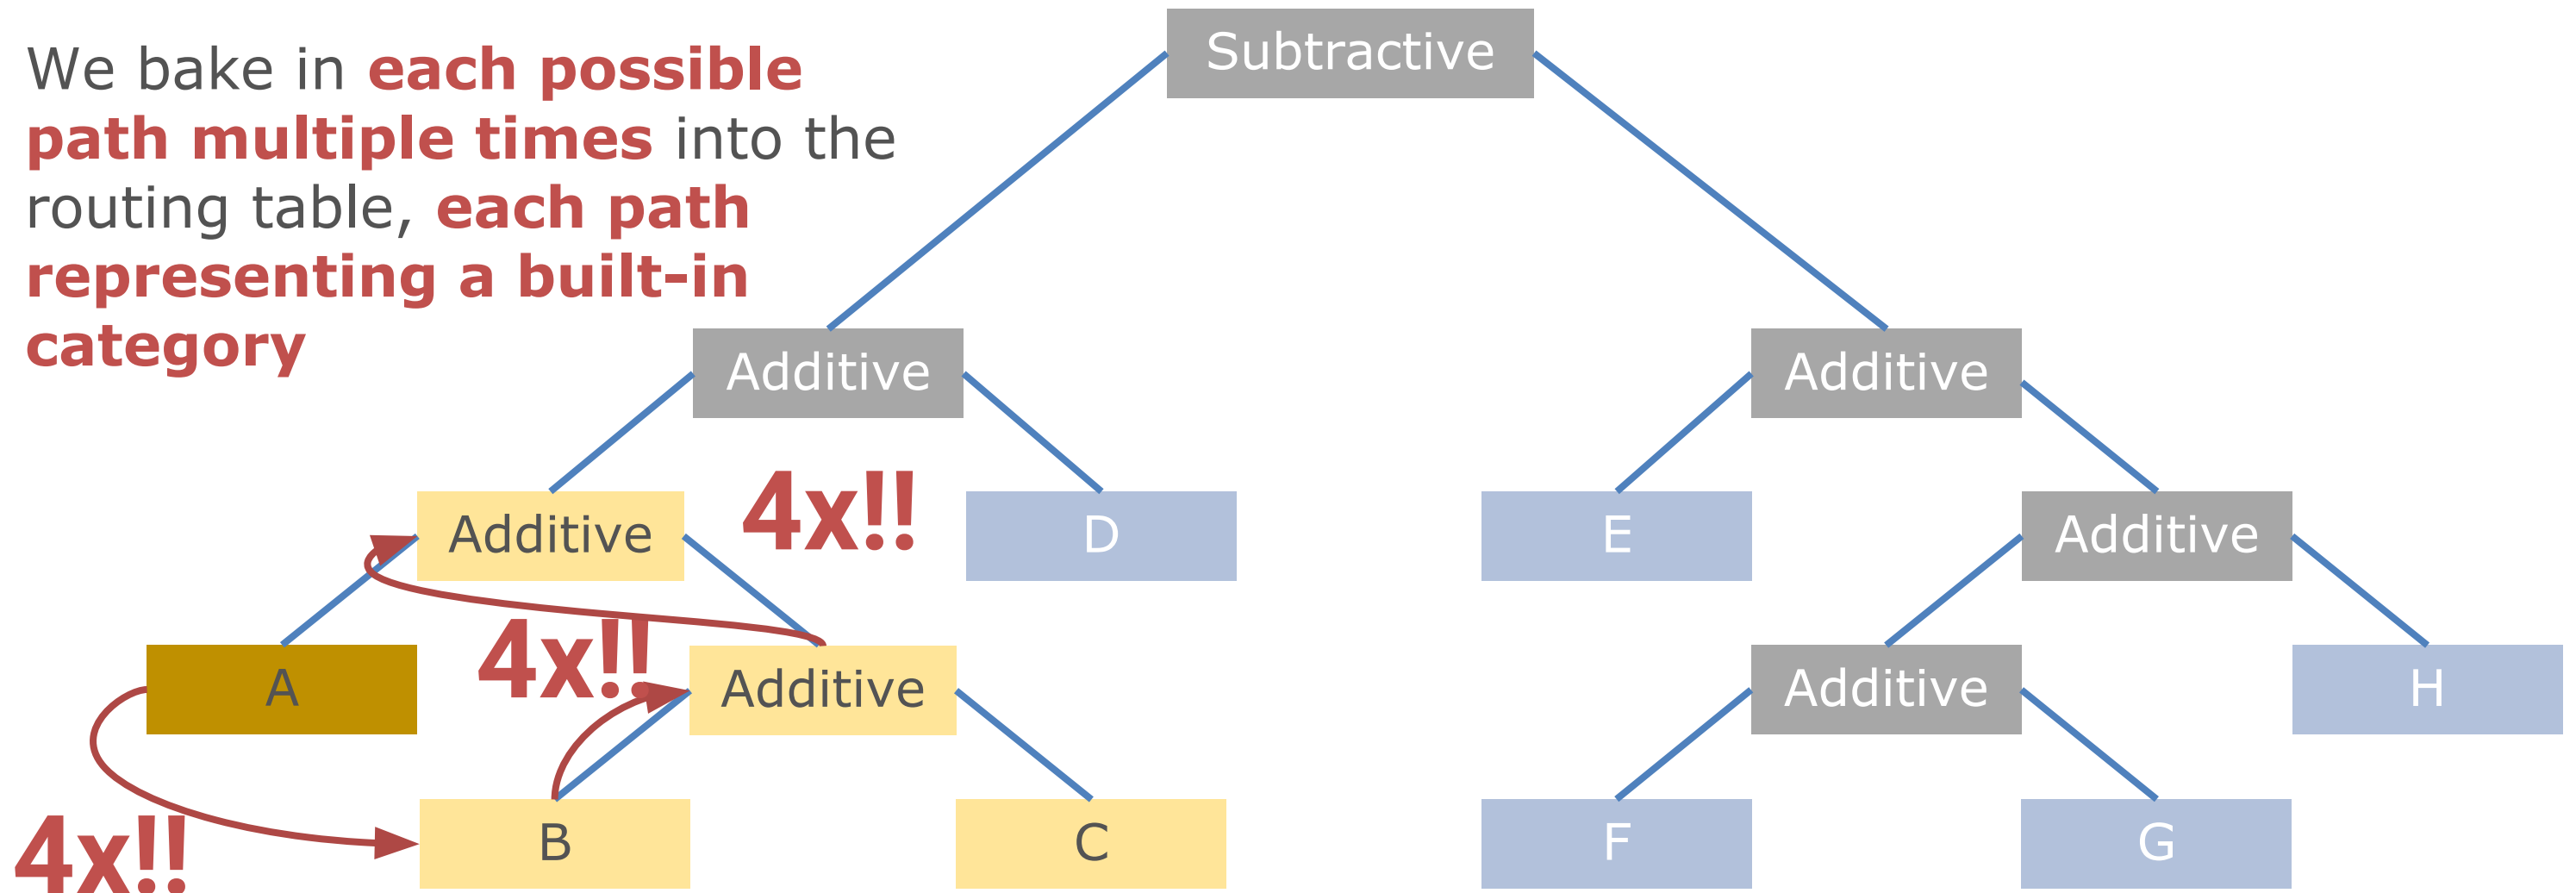 We bake in each possible
path multiple times into the
routing table, each path
representing a built-in
category
Subtractive
Additive
Additive
4x!!
Additive
D
E
Additive
4x!!
A
Additive
Additive
H
4x!!
B
C
F
G